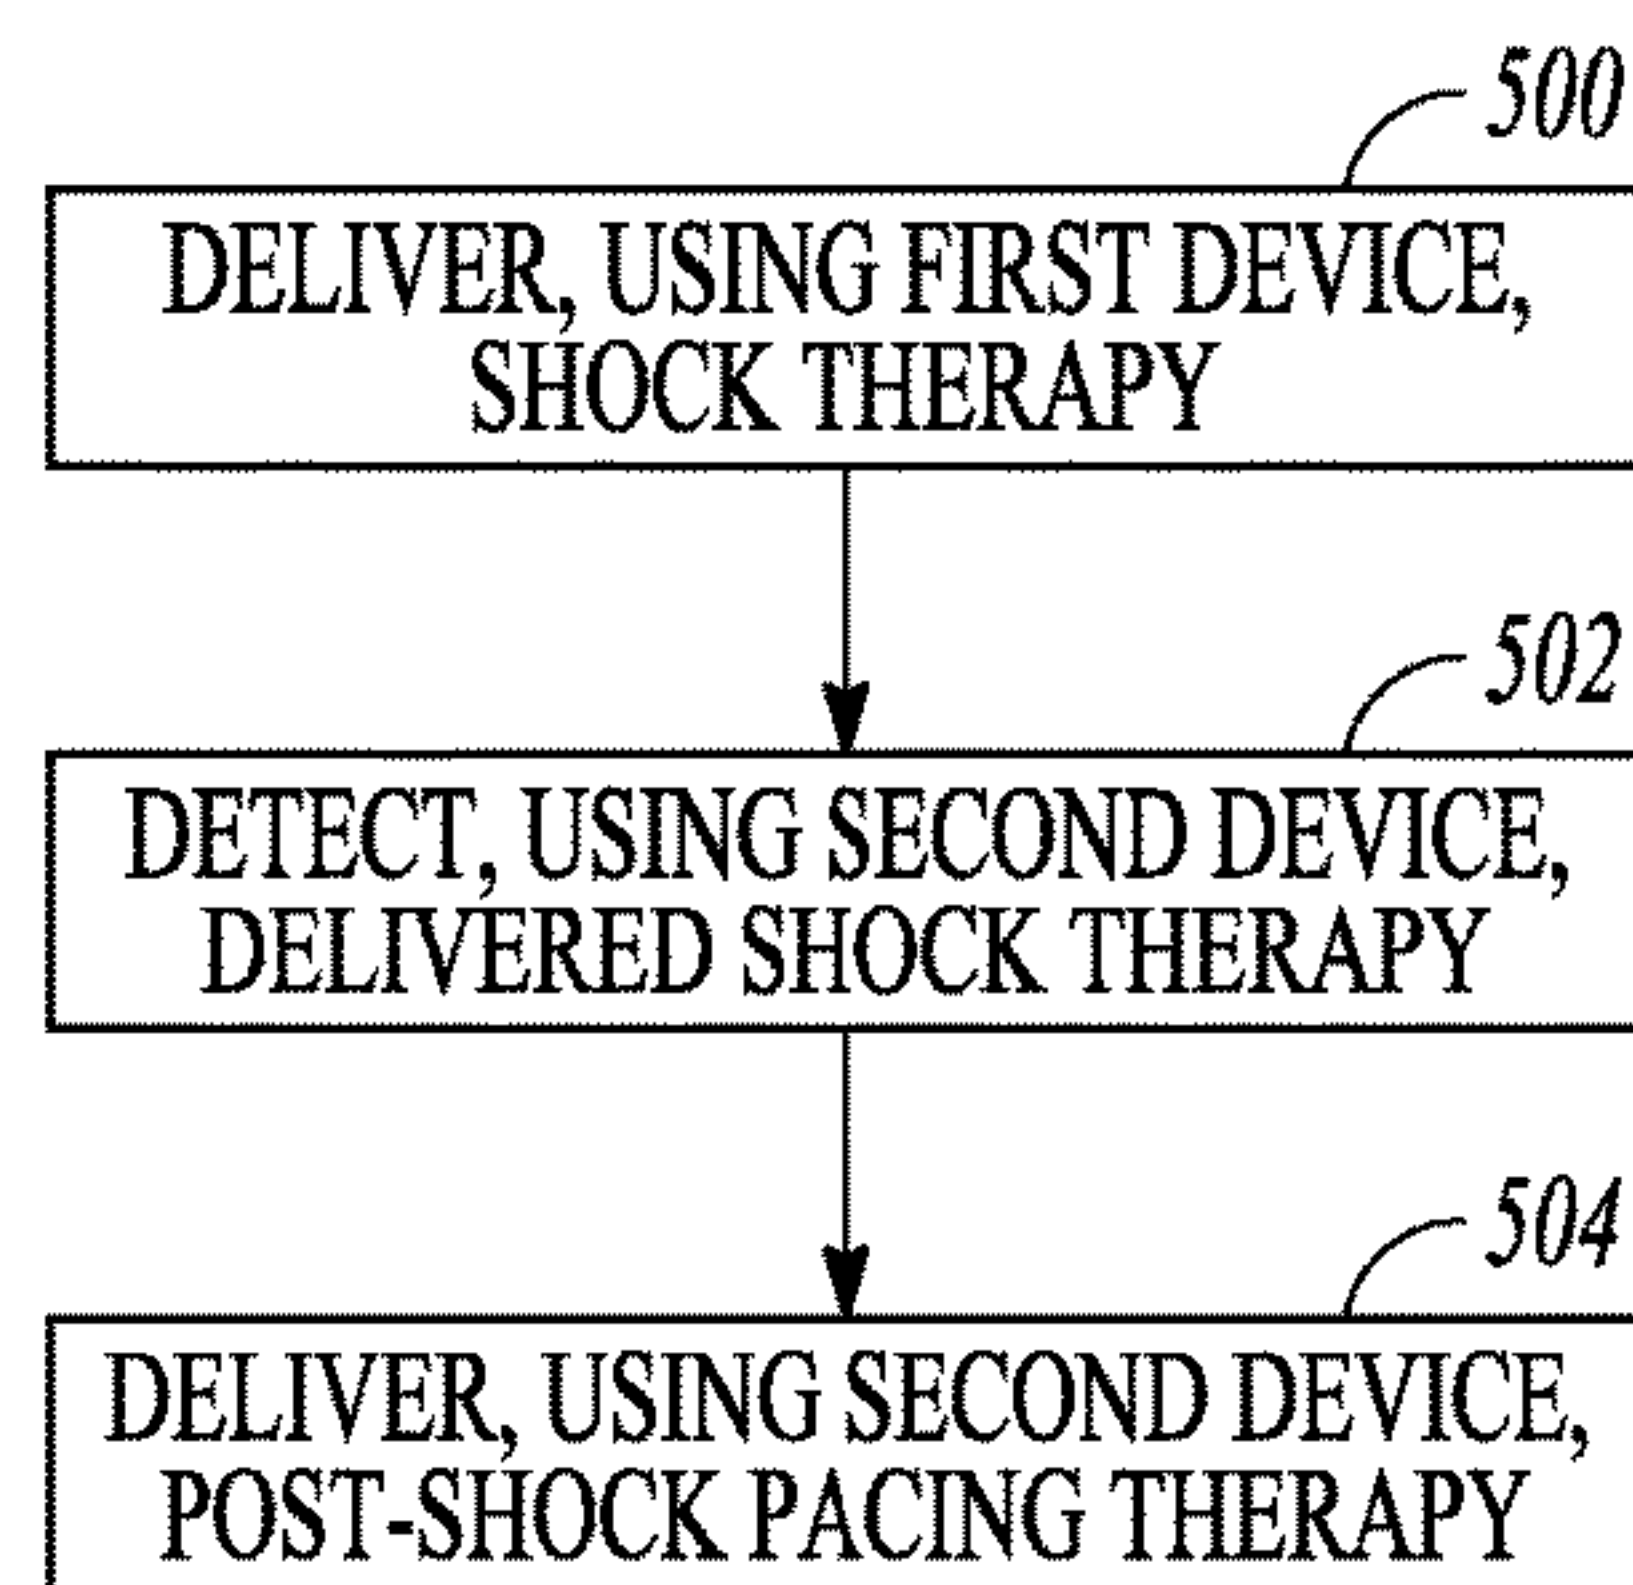 500
DELIVER, USING FIRST DEVICE,
SHOCK THERAPY
502
DETECT, USING SECOND DEVICE,
DELIVERED SHOCK THERAPY
504
DELIVER, USING SECOND DEVICE,
POST-SHOCK PACING THERAPY